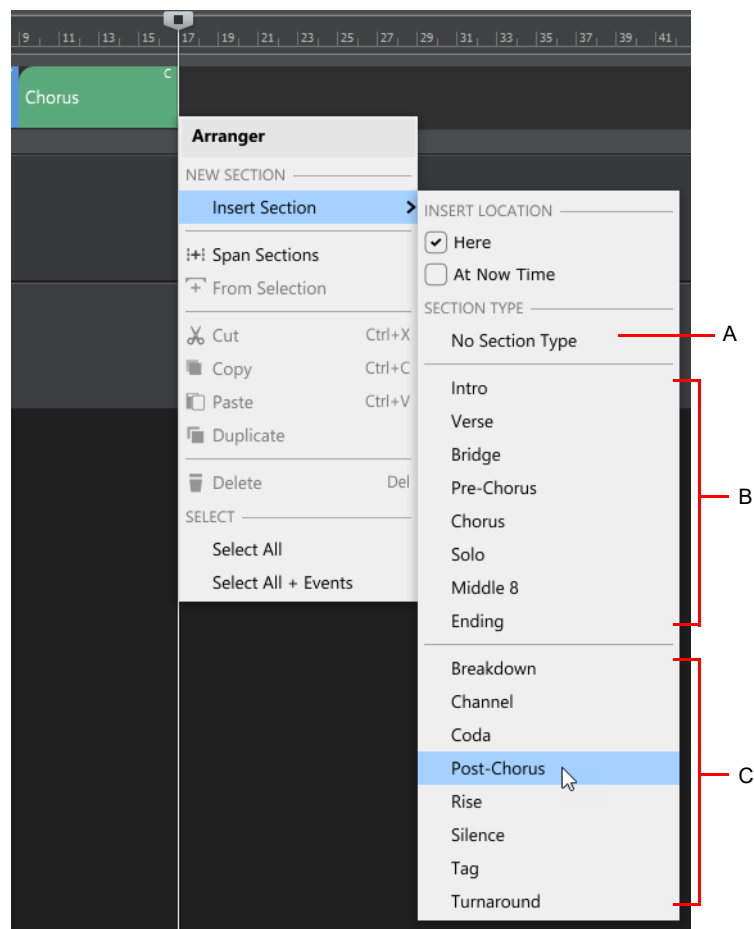 9 11 13 15 17 19 21 23 25 27 29 31 33 35 37 39 41
C
Chorus
Arranger
NEW SECTION
Insert Section
Span Sections
From Selection
Cut Ctrl+X
Copy Ctrl+C
Paste Ctrl+V
Duplicate
Delete Del
SELECT
Select All
Select All + Events
INSERT LOCATION
Here
At Now Time
SECTION TYPE
No Section Type
Intro
Verse
Bridge
Pre-Chorus
Chorus
Solo
Middle 8
Ending
Breakdown
Channel
Coda
Post-Chorus
Rise
Silence
Tag
Turnaround
A
B
C